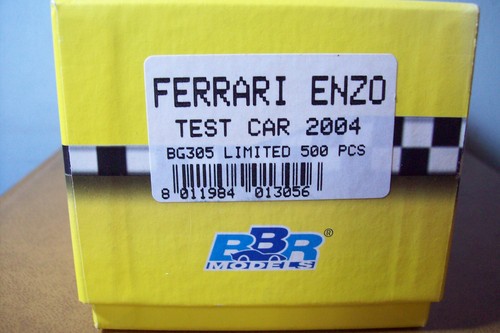 FERRARI ENZO
TEST CAR 2004
BG305 LIMITED 500 PCS
8 011984 013056
BBR®
MODELS